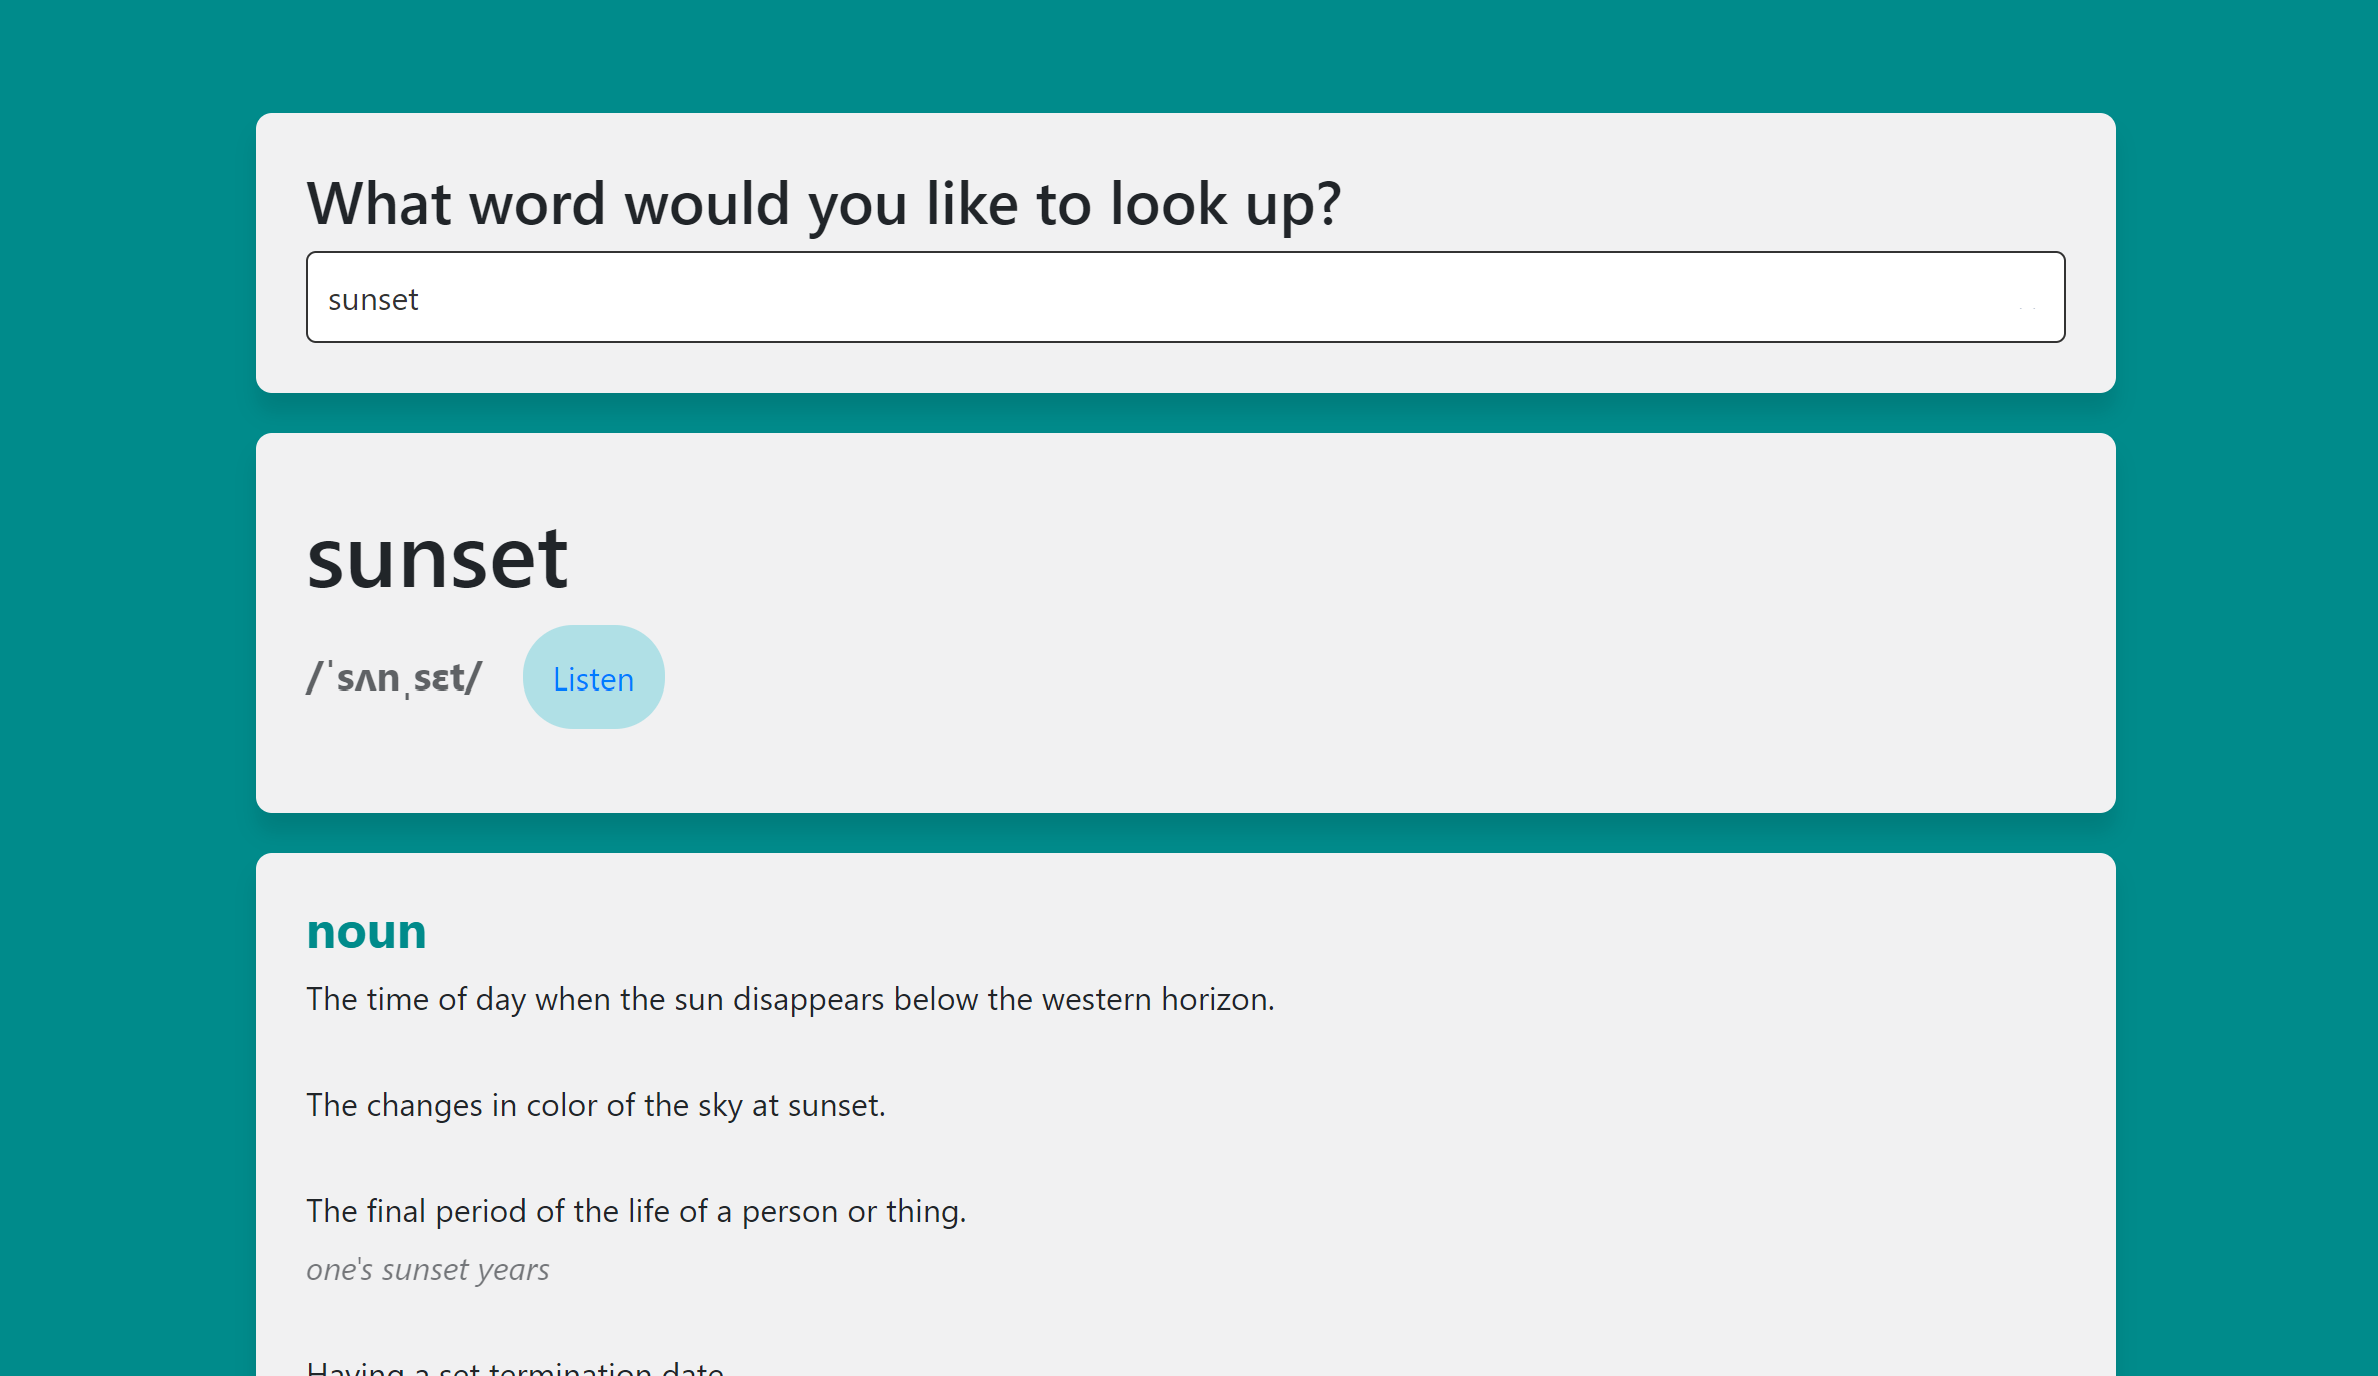 What word would you like to look up?
sunset
sunset
/ˈsʌnˌsɛt/
Listen
noun
The time of day when the sun disappears below the western horizon.
The changes in color of the sky at sunset.
The final period of the life of a person or thing.
one's sunset years
Having a set termination date